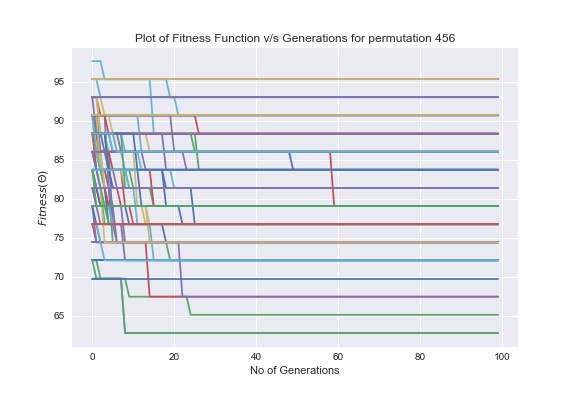 Plot of Fitness Function v/s Generations for permutation 456
Fitness(Θ)
95
90
85
80
75
70
65
0 20 40 60 80 100
No of Generations